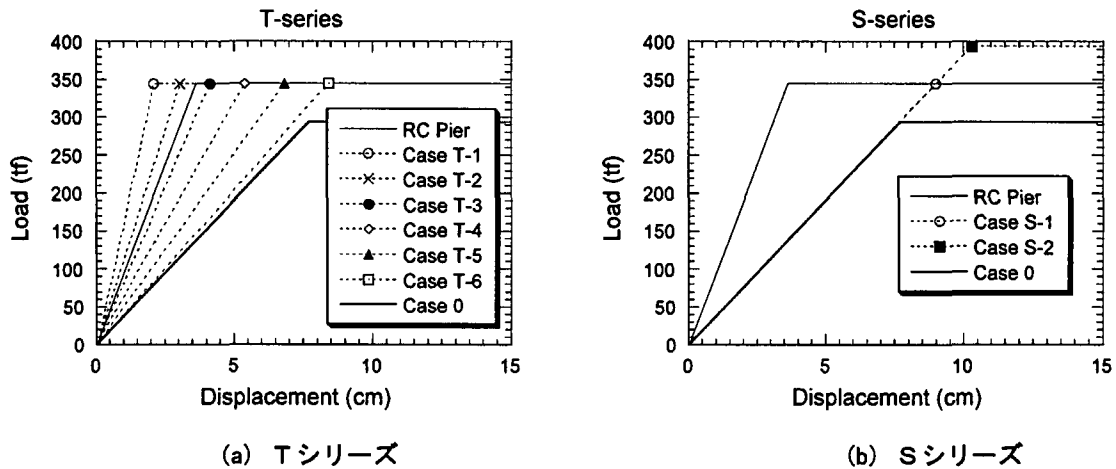 T-series
400
350
300
250
200
150
100
50
0
Load (tf)
0 5 10 15
Displacement (cm)
RC Pier
Case T-1
Case T-2
Case T-3
Case T-4
Case T-5
Case T-6
Case 0
(a) Tシリーズ
S-series
400
350
300
250
200
150
100
50
0
Load (tf)
0 5 10 15
Displacement (cm)
RC Pier
Case S-1
Case S-2
Case 0
(b) Sシリーズ